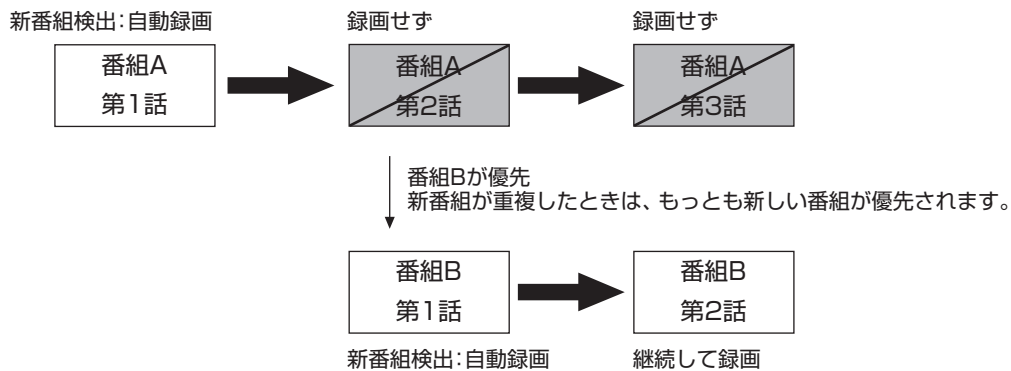 新番組検出：自動録画
録画せず
録画せず
番組A
第1話
番組A
第2話
番組A
第3話
番組Bが優先
新番組が重複したときは、もっとも新しい番組が優先されます。
番組B
第1話
番組B
第2話
新番組検出：自動録画
継続して録画